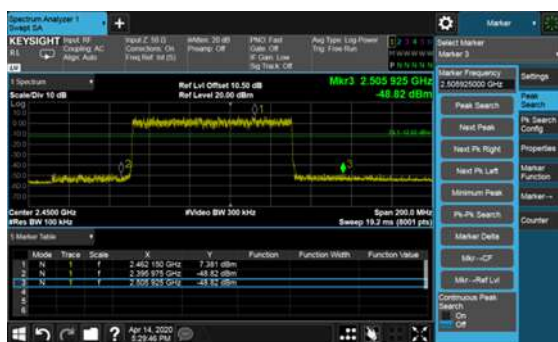 Spectrum Analyzer 1
Swept SA
+
Marker
KEYSIGHT
Input: RF
Coupling: AC
Align: Auto
Input Z: 50 Ω
Corrections: On
Freq Ref: Int (S)
#Atten: 20 dB
Preamp: Off
PNO: Fast
Gate: Off
IF Gain: Low
Sig Track: Off
Avg Type: Log-Power
Trig: Free Run
Select Marker
Marker 3
1 Spectrum
Scale/Div 10 dB
Ref Lvl Offset 10.50 dB
Ref Level 20.00 dBm
Mkr3 2.505 925 GHz
-48.82 dBm
Log
Center 2.4500 GHz
#Res BW 100 kHz
#Video BW 300 kHz
Span 200.0 MHz
Sweep 19.2 ms (8001 pts)
5 Marker Table
Mode Trace Scale X Y Function Function Width Function Value
1 N 1 f 2.462 150 GHz 7.381 dBm
2 N 1 f 2.395 975 GHz -48.82 dBm
3 N 1 f 2.505 925 GHz -48.82 dBm
4
5
6
Apr 14, 2020
5:29:46 PM
Marker Frequency
2.505925000 GHz
Peak Search
Next Peak
Next Pk Right
Next Pk Left
Minimum Peak
Pk-Pk Search
Marker Delta
Mkr→CF
Mkr→Ref Lvl
Continuous Peak
Search
On
Off
Settings
Peak
Search
Pk Search
Config
Properties
Marker
Function
Marker→
Counter